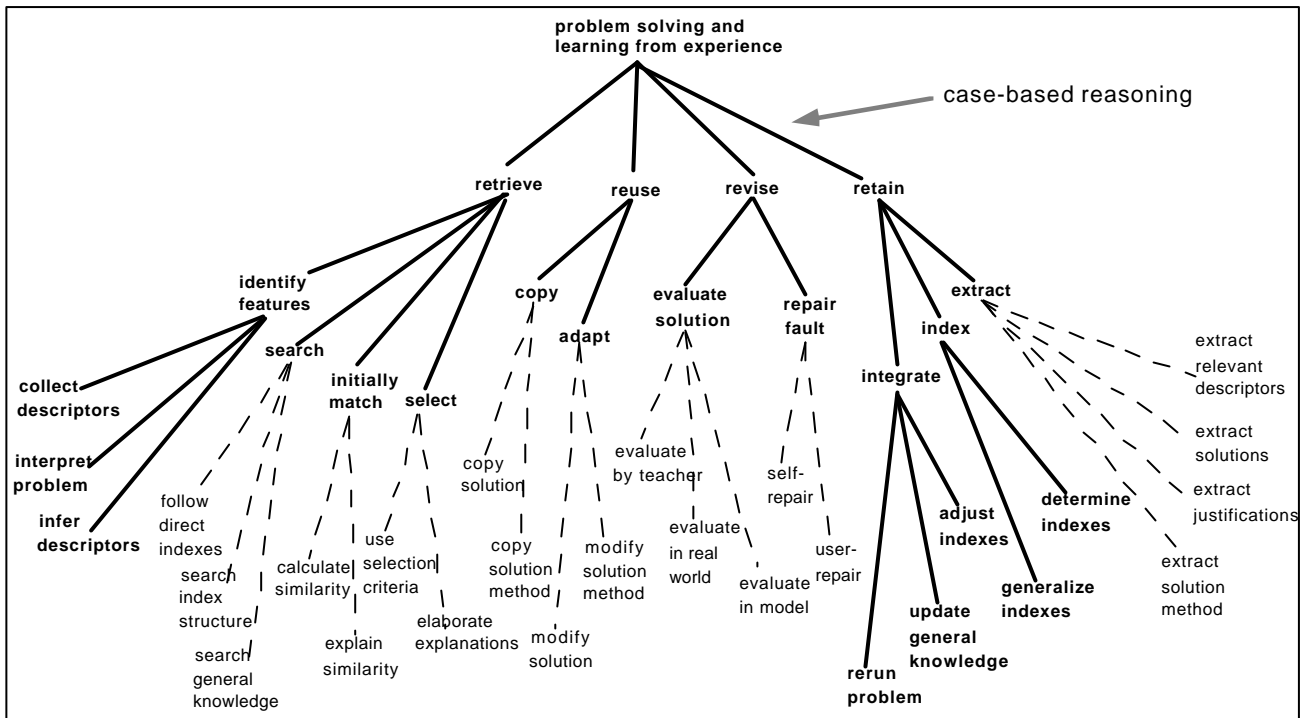 problem solving and
learning from experience
case-based reasoning
retrieve
reuse
revise
retain
identify
features
copy
evaluate
solution
repair
fault
extract
search
adapt
index
initially
match
select
integrate
collect
descriptors
interpret
problem
infer
descriptors
follow
direct
indexes
search
index
structure
search
general
knowledge
calculate
similarity
explain
similarity
use
selection
criteria
elaborate
explanations
copy
solution
copy
solution
method
modify
solution
modify
solution
method
evaluate
by teacher
evaluate
in real
world
evaluate
in model
self-
repair
user-
repair
rerun
problem
update
general
knowledge
adjust
indexes
generalize
indexes
determine
indexes
extract
relevant
descriptors
extract
solutions
extract
justifications
extract
solution
method